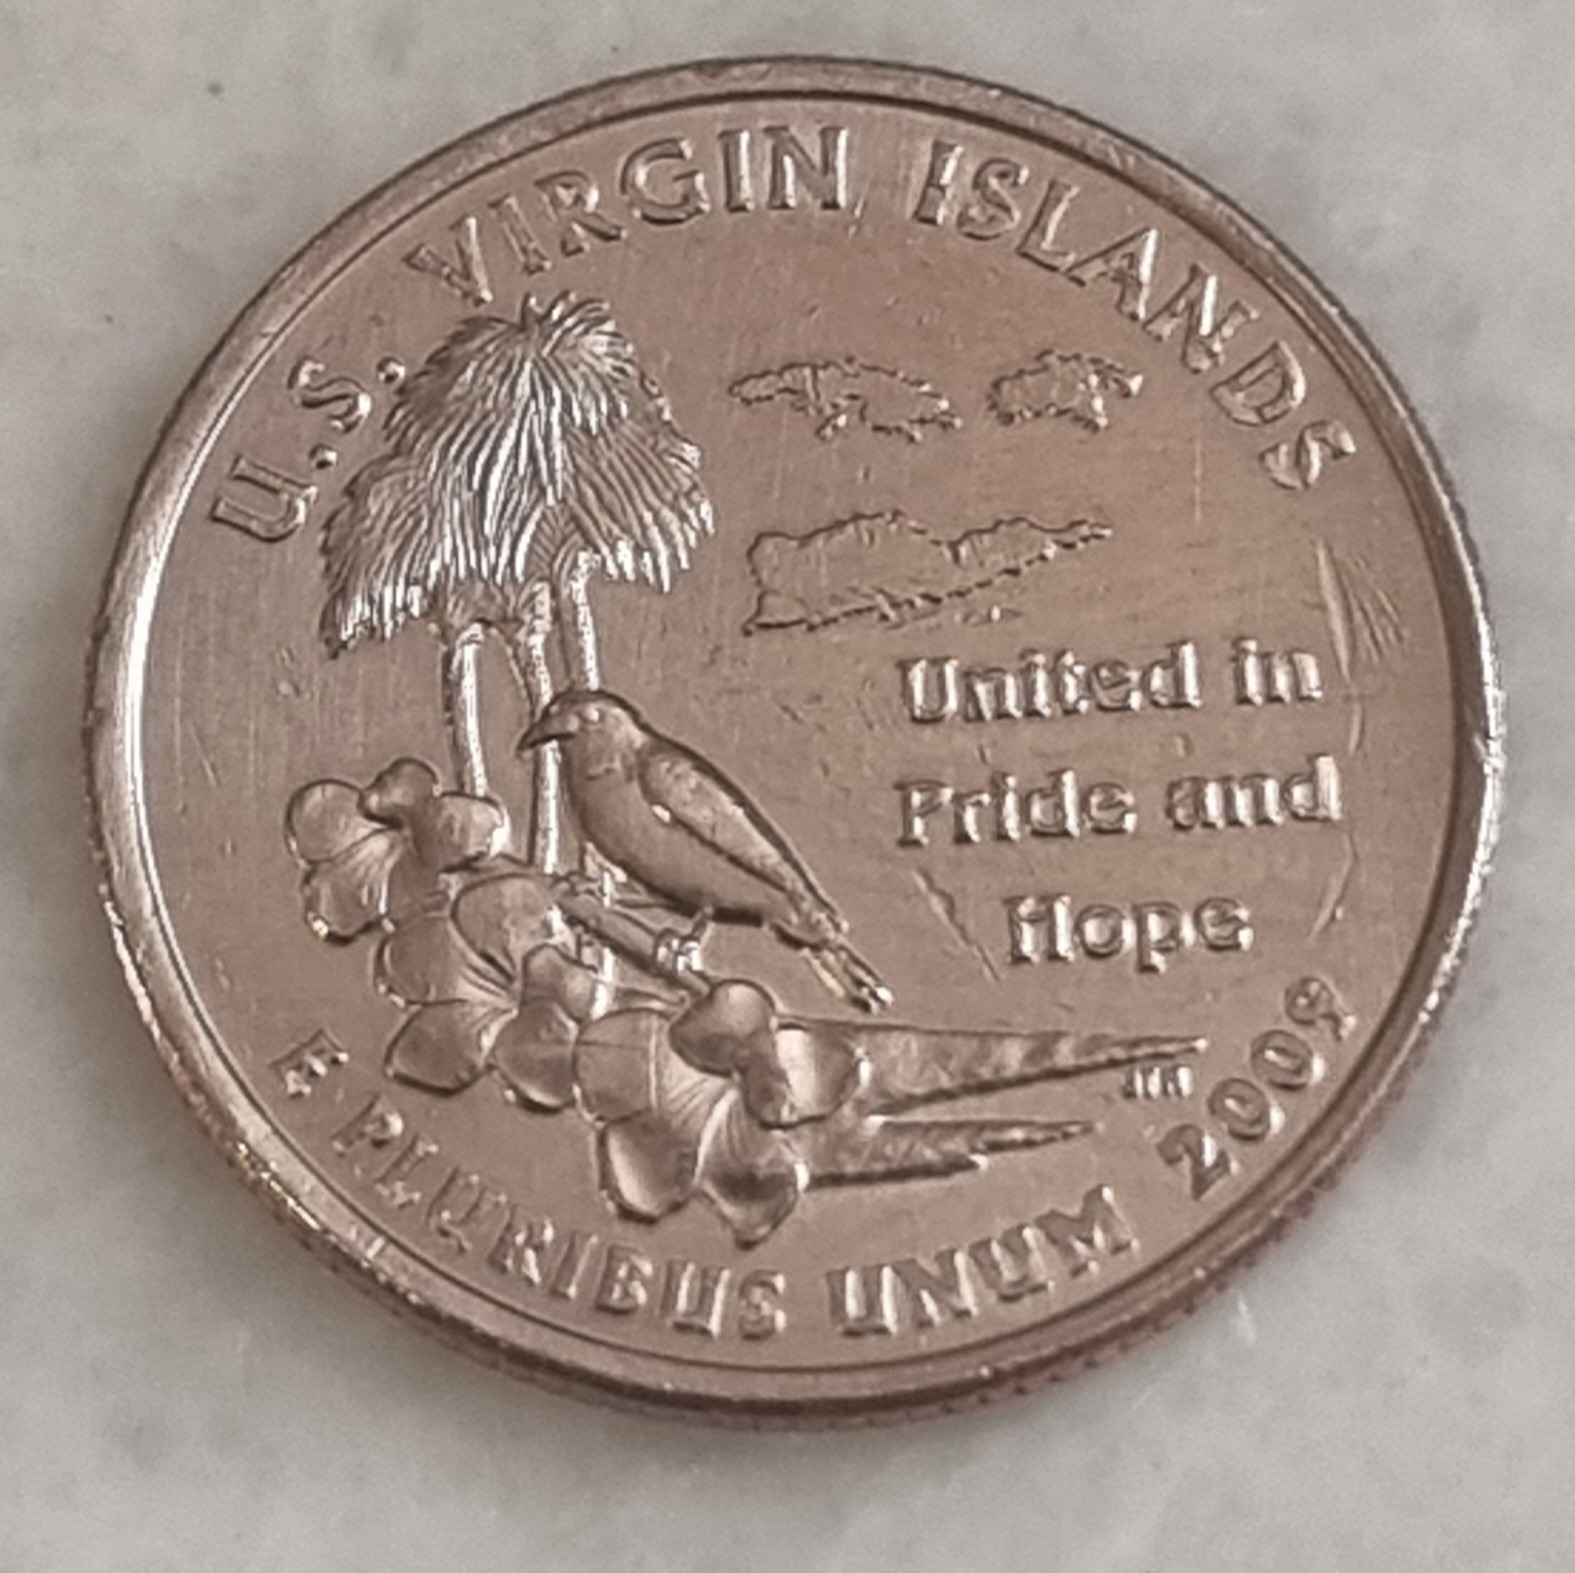 U.S. VIRGIN ISLANDS
United in
Pride and
Hope
2009
E PLURIBUS UNUM